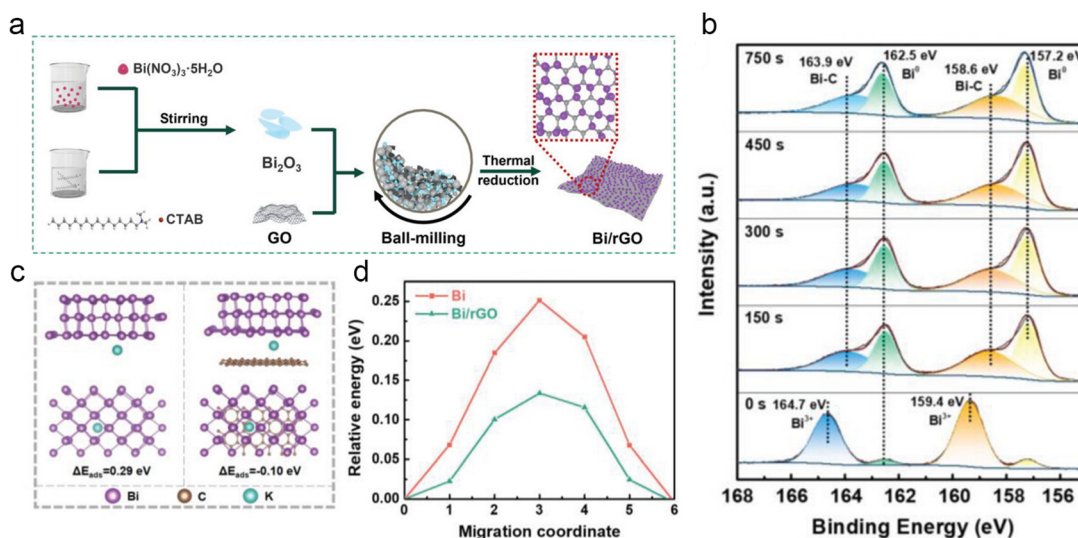 a
Bi(NO₃)₃·5H₂O
Stirring
CTAB
Bi₂O₃
GO
Ball-milling
Thermal
reduction
Bi/rGO
b
Intensity (a.u.)
750 s
163.9 eV
Bi-C
162.5 eV
Bi⁰
158.6 eV
Bi-C
157.2 eV
Bi⁰
450 s
300 s
150 s
0 s
164.7 eV
Bi³⁺
159.4 eV
Bi³⁺
168 166 164 162 160 158 156
Binding Energy (eV)
c
ΔEads=0.29 eV
ΔEads=-0.10 eV
Bi C K
d
Relative energy (eV)
0.25
0.20
0.15
0.10
0.05
0.00
Bi
Bi/rGO
0 1 2 3 4 5 6
Migration coordinate